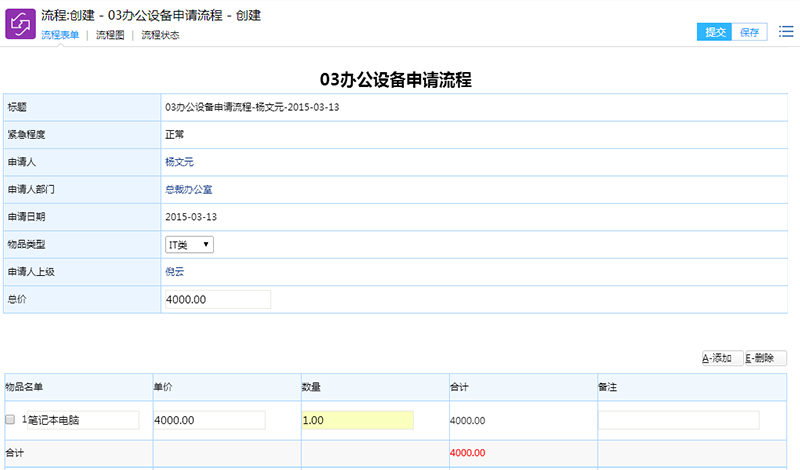 流程:创建 - 03办公设备申请流程 - 创建
流程表单 | 流程图 | 流程状态
提交 保存
03办公设备申请流程
标题 03办公设备申请流程-杨文元-2015-03-13
紧急程度 正常
申请人 杨文元
申请人部门 总裁办公室
申请日期 2015-03-13
物品类型 IT类
申请人上级 倪云
总价 4000.00
A-添加 E-删除
物品名单 单价 数量 合计 备注
1笔记本电脑 4000.00 1.00 4000.00
合计 4000.00